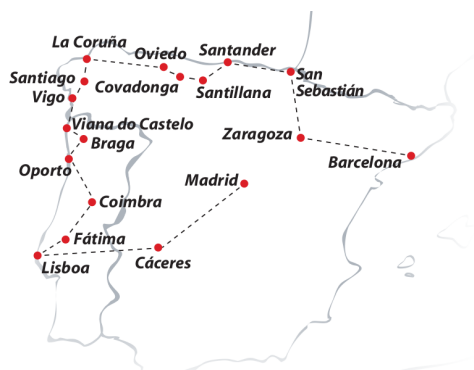 La Coruña
Oviedo
Santander
Santiago
Covadonga
Santillana
San
Sebastián
Vigo
Viana do Castelo
Braga
Zaragoza
Oporto
Barcelona
Madrid
Coimbra
Fátima
Lisboa
Cáceres